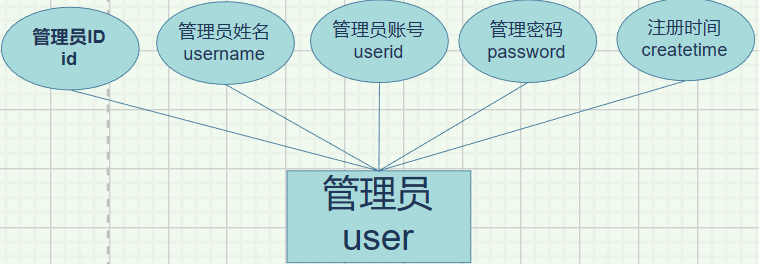 管理员ID
id
管理员姓名
username
管理员账号
userid
管理密码
password
注册时间
createtime
管理员
user